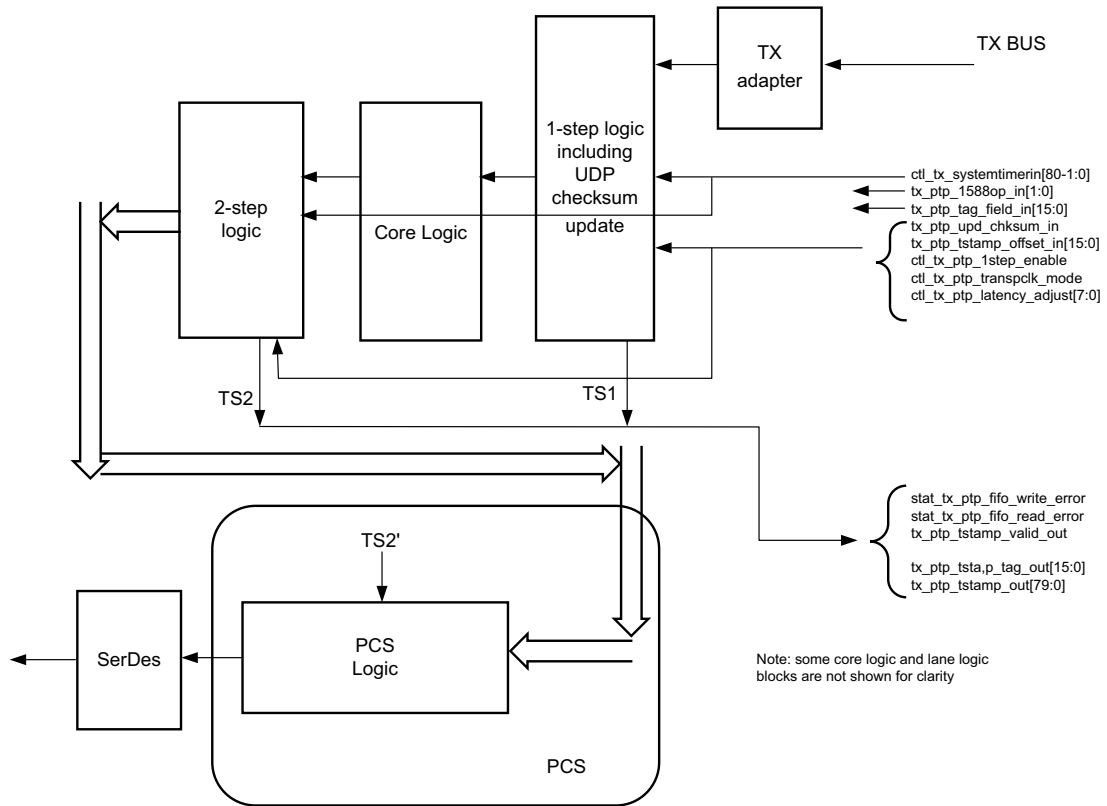 TX BUS
TX
adapter
1-step logic
including
UDP
checksum
update
Core Logic
2-step
logic
ctl_tx_systemtimerin[80-1:0]
tx_ptp_1588op_in[1:0]
tx_ptp_tag_field_in[15:0]
tx_ptp_upd_chksum_in
tx_ptp_tstamp_offset_in[15:0]
ctl_tx_ptp_1step_enable
ctl_tx_ptp_transpclk_mode
ctl_tx_ptp_latency_adjust[7:0]
TS2
TS1
stat_tx_ptp_fifo_write_error
stat_tx_ptp_fifo_read_error
tx_ptp_tstamp_valid_out
tx_ptp_tsta,p_tag_out[15:0]
tx_ptp_tstamp_out[79:0]
TS2'
SerDes
PCS
Logic
PCS
Note: some core logic and lane logic
blocks are not shown for clarity